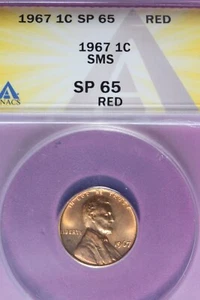 1967 1C SP 65 RED
1967 1C
SMS
SP 65
RED
ANACS
LIBERTY
1967